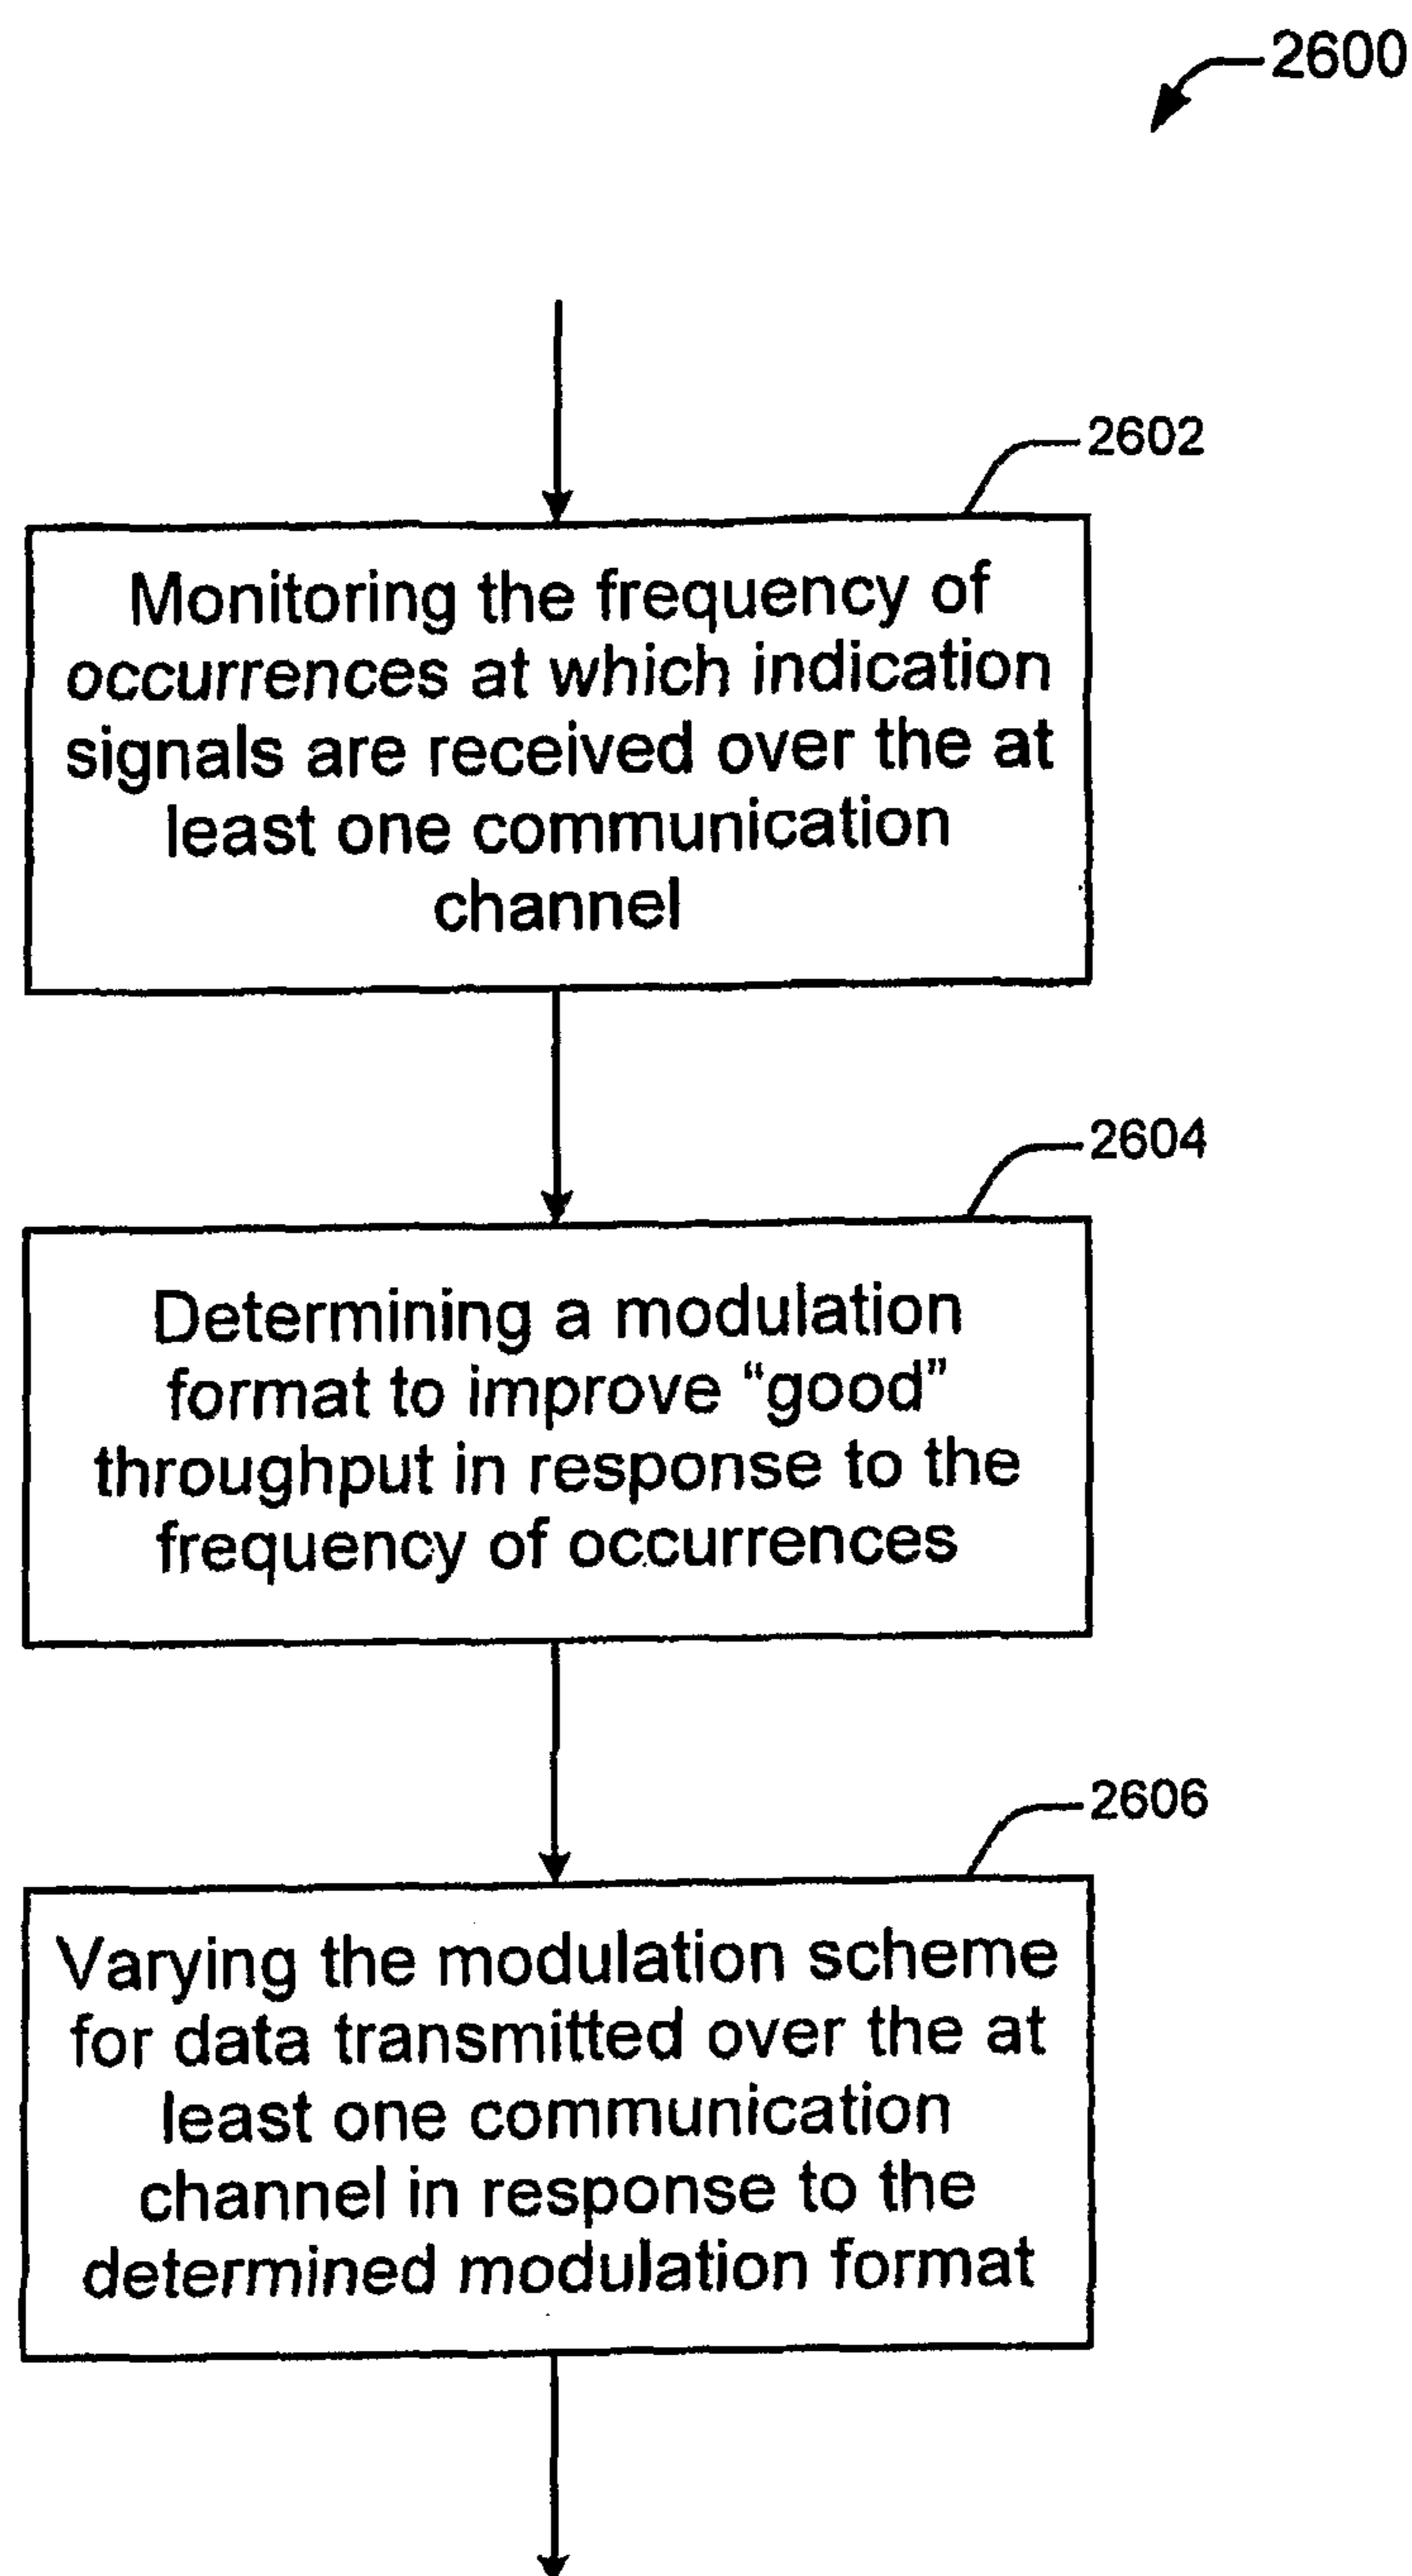 2600
2602
Monitoring the frequency of
occurrences at which indication
signals are received over the at
least one communication
channel
2604
Determining a modulation
format to improve “good”
throughput in response to the
frequency of occurrences
2606
Varying the modulation scheme
for data transmitted over the at
least one communication
channel in response to the
determined modulation format